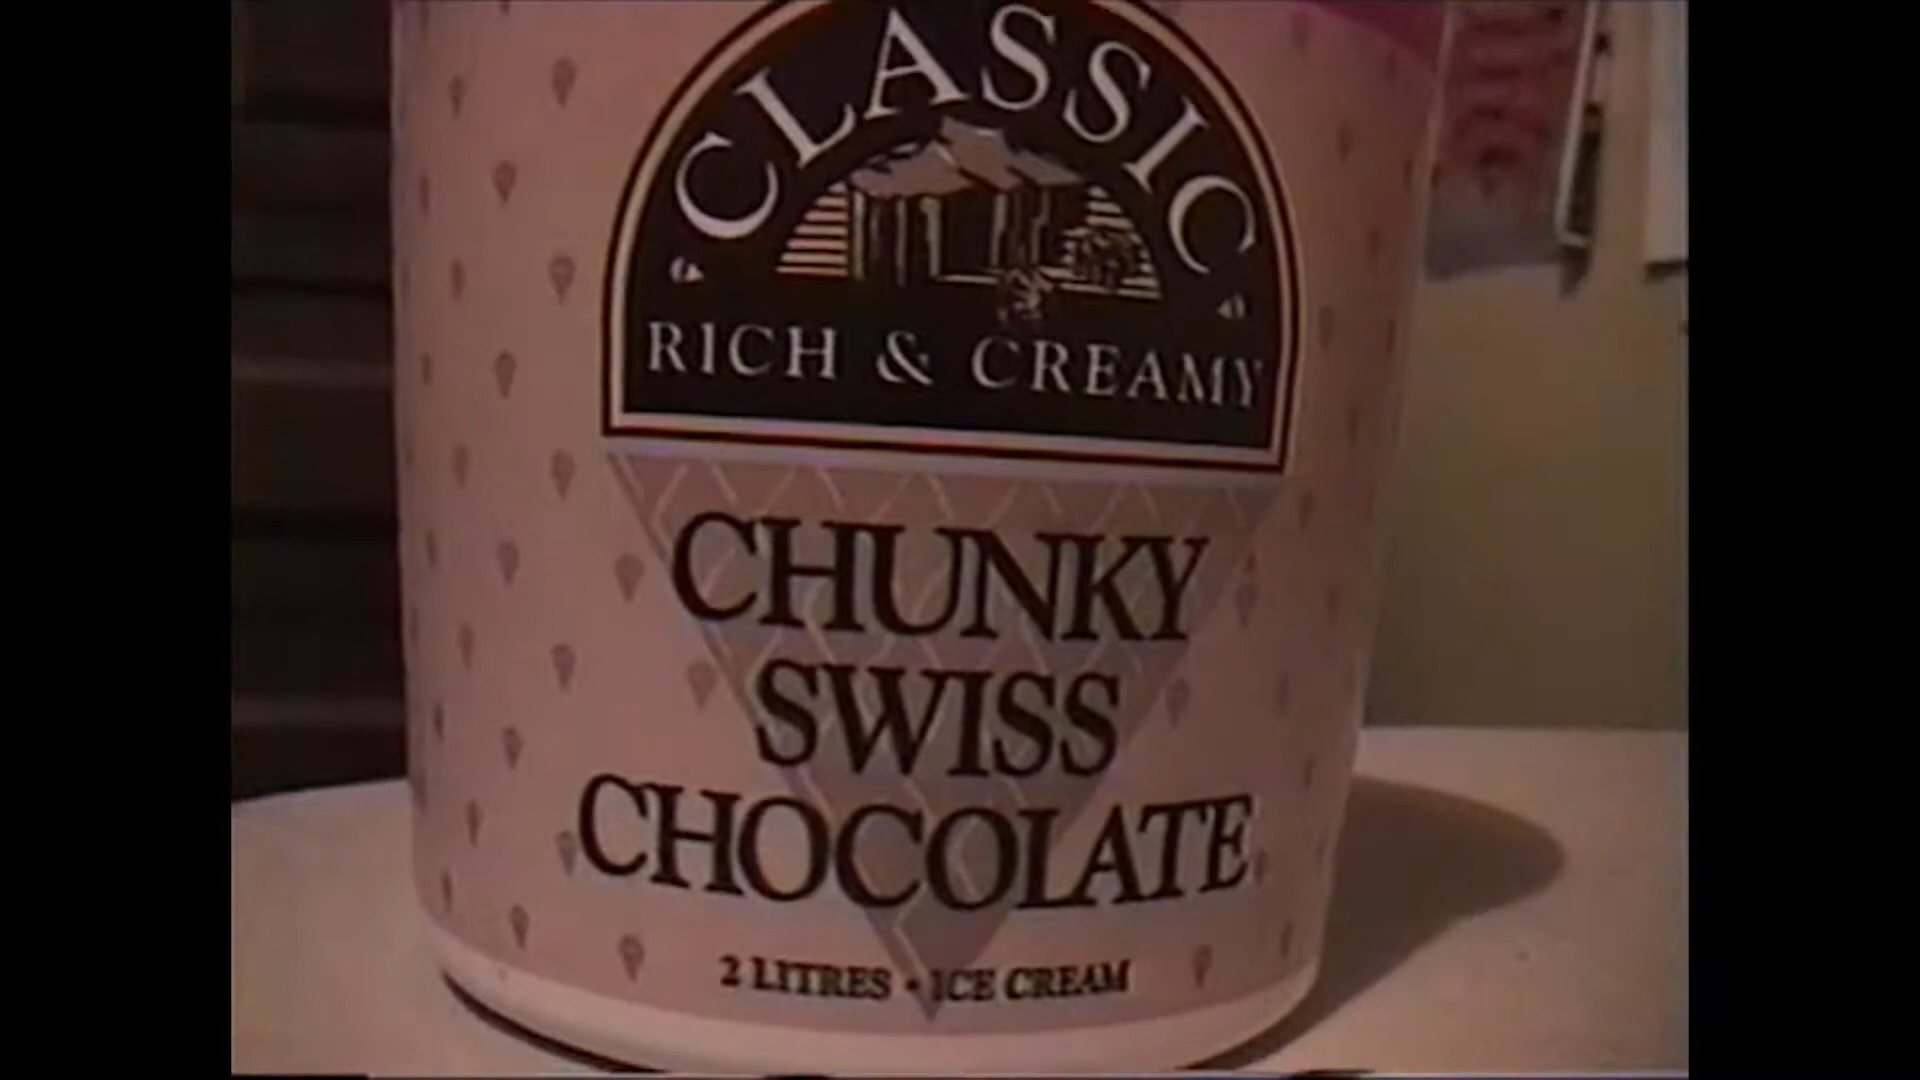 CLASSIC
RICH & CREAMY
CHUNKY
SWISS
CHOCOLATE
2 LITRES • ICE CREAM